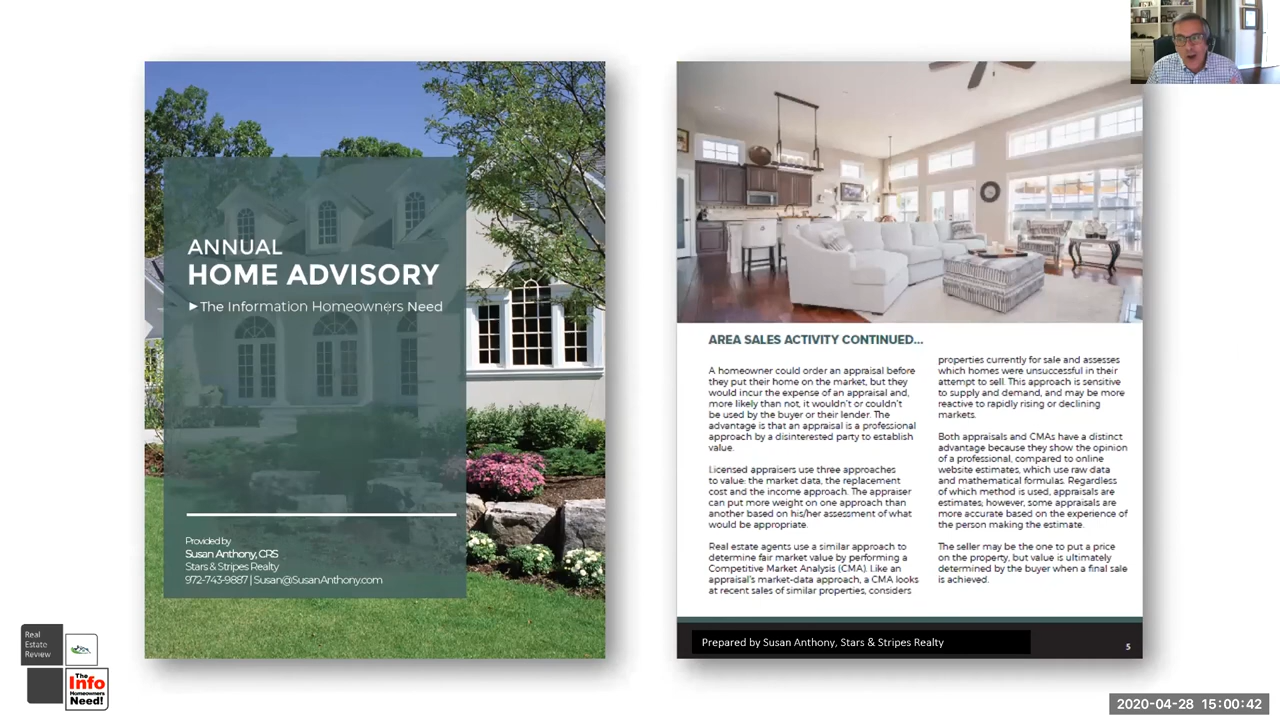 ANNUAL
HOME ADVISORY
►The Information Homeowners Need
Provided by
Susan Anthony, CRS
Stars & Stripes Realty
972-743-9887 | Susan@SusanAnthony.com
AREA SALES ACTIVITY CONTINUED...
A homeowner could order an appraisal before
they put their home on the market, but they
would incur the expense of an appraisal and,
more likely than not, it wouldn't or couldn't
be used by the buyer or their lender. The
advantage is that an appraisal is a professional
approach by a disinterested party to establish
value.
Licensed appraisers use three approaches
to value: the market data, the replacement
cost and the income approach. The appraiser
can put more weight on one approach than
another based on his/her assessment of what
would be appropriate.
Real estate agents use a similar approach to
determine fair market value by performing a
Competitive Market Analysis (CMA). Like an
appraisal's market-data approach, a CMA looks
at recent sales of similar properties, considers
properties currently for sale and assesses
which homes were unsuccessful in their
attempt to sell. This approach is sensitive
to supply and demand, and may be more
reactive to rapidly rising or declining
markets.
Both appraisals and CMAs have a distinct
advantage because they show the opinion
of a professional, compared to online
website estimates, which use raw data
and mathematical formulas. Regardless
of which method is used, appraisals are
estimates, however, some appraisals are
more accurate based on the experience of
the person making the estimate.
The seller may be the one to put a price
on the property, but value is ultimately
determined by the buyer when a final sale
is achieved.
Prepared by Susan Anthony, Stars & Stripes Realty
5
Real
Estate
Review
The
Info
Homeowners
Need!
2020-04-28 15:00:42